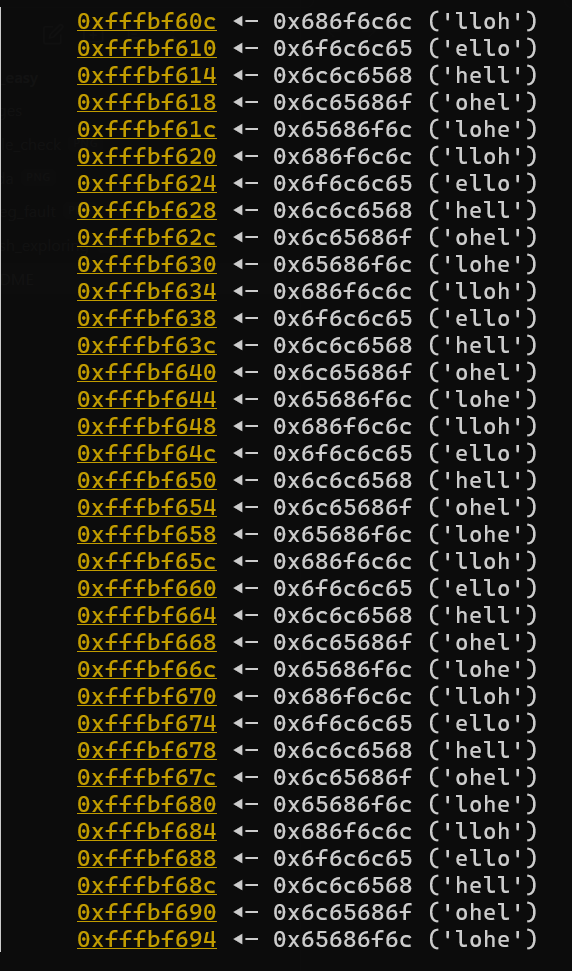 0xfffbf60c ◂— 0x686f6c6c ('lloh')
0xfffbf610 ◂— 0x6f6c6c65 ('ello')
0xfffbf614 ◂— 0x6c6c6568 ('hell')
0xfffbf618 ◂— 0x6c65686f ('ohel')
0xfffbf61c ◂— 0x65686f6c ('lohe')
0xfffbf620 ◂— 0x686f6c6c ('lloh')
0xfffbf624 ◂— 0x6f6c6c65 ('ello')
0xfffbf628 ◂— 0x6c6c6568 ('hell')
0xfffbf62c ◂— 0x6c65686f ('ohel')
0xfffbf630 ◂— 0x65686f6c ('lohe')
0xfffbf634 ◂— 0x686f6c6c ('lloh')
0xfffbf638 ◂— 0x6f6c6c65 ('ello')
0xfffbf63c ◂— 0x6c6c6568 ('hell')
0xfffbf640 ◂— 0x6c65686f ('ohel')
0xfffbf644 ◂— 0x65686f6c ('lohe')
0xfffbf648 ◂— 0x686f6c6c ('lloh')
0xfffbf64c ◂— 0x6f6c6c65 ('ello')
0xfffbf650 ◂— 0x6c6c6568 ('hell')
0xfffbf654 ◂— 0x6c65686f ('ohel')
0xfffbf658 ◂— 0x65686f6c ('lohe')
0xfffbf65c ◂— 0x686f6c6c ('lloh')
0xfffbf660 ◂— 0x6f6c6c65 ('ello')
0xfffbf664 ◂— 0x6c6c6568 ('hell')
0xfffbf668 ◂— 0x6c65686f ('ohel')
0xfffbf66c ◂— 0x65686f6c ('lohe')
0xfffbf670 ◂— 0x686f6c6c ('lloh')
0xfffbf674 ◂— 0x6f6c6c65 ('ello')
0xfffbf678 ◂— 0x6c6c6568 ('hell')
0xfffbf67c ◂— 0x6c65686f ('ohel')
0xfffbf680 ◂— 0x65686f6c ('lohe')
0xfffbf684 ◂— 0x686f6c6c ('lloh')
0xfffbf688 ◂— 0x6f6c6c65 ('ello')
0xfffbf68c ◂— 0x6c6c6568 ('hell')
0xfffbf690 ◂— 0x6c65686f ('ohel')
0xfffbf694 ◂— 0x65686f6c ('lohe')